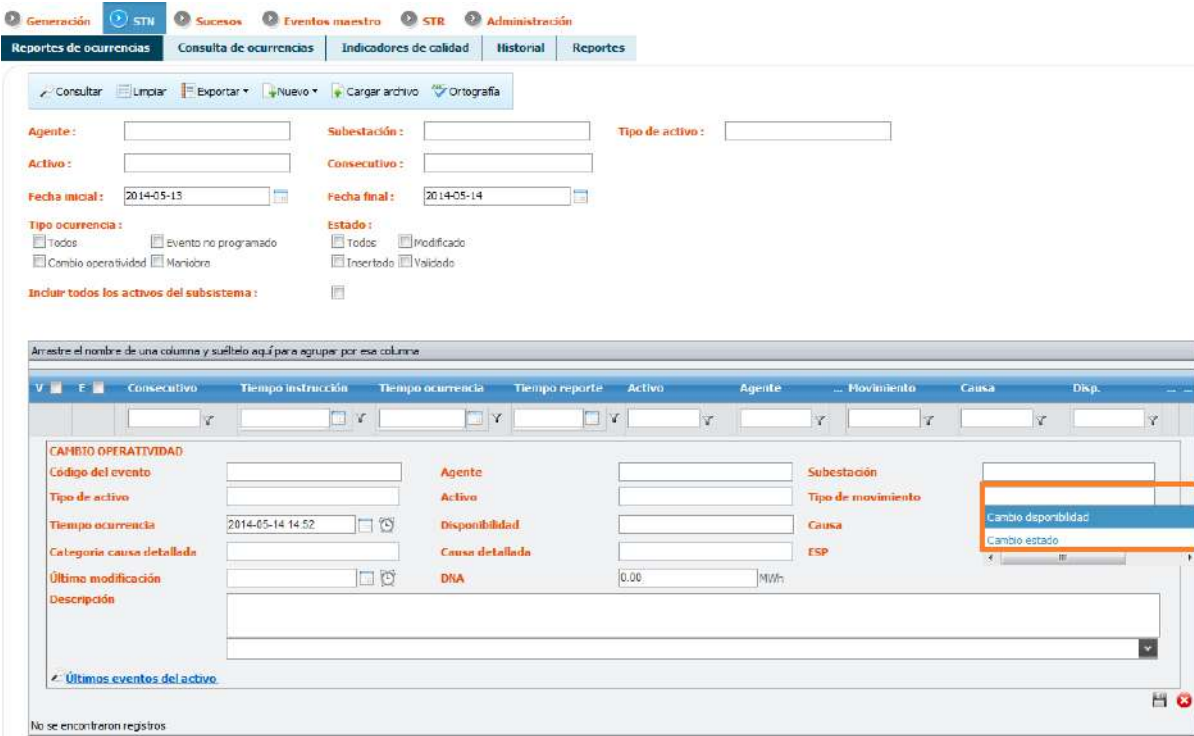 Generación STN Sucesos Eventos maestro STR Administración
Reportes de ocurrencias Consulta de ocurrencias Indicadores de calidad Historial Reportes
Consultar Limpiar Exportar Nuevo Cargar archivo Ortografía
Agente : Subestación : Tipo de activo :
Activo : Consecutivo :
Fecha inicial : 2014-05-13 Fecha final : 2014-05-14
Tipo ocurrencia : Estado :
Todos Evento no programado Todos Modificado
Cambio operatividad Maniobra Insertado Validado
Incluir todos los activos del subsistema :
Arrastre el nombre de una columna y suéltelo aquí para agrupar por esa columna
V E Consecutivo Tiempo instrucción Tiempo ocurrencia Tiempo reporte Activo Agente ... Movimiento Causa Disp. ... ...
CAMBIO OPERATIVIDAD
Código del evento Agente Subestación
Tipo de activo Activo Tipo de movimiento
Tiempo ocurrencia 2014-05-14 14:52 Disponibilidad Causa Cambio disponibilidad
Categoria causa detallada Causa detallada ESP Cambio estado
Última modificación DNA 0.00 MWh
Descripción
Últimos eventos del activo
No se encontraron registros